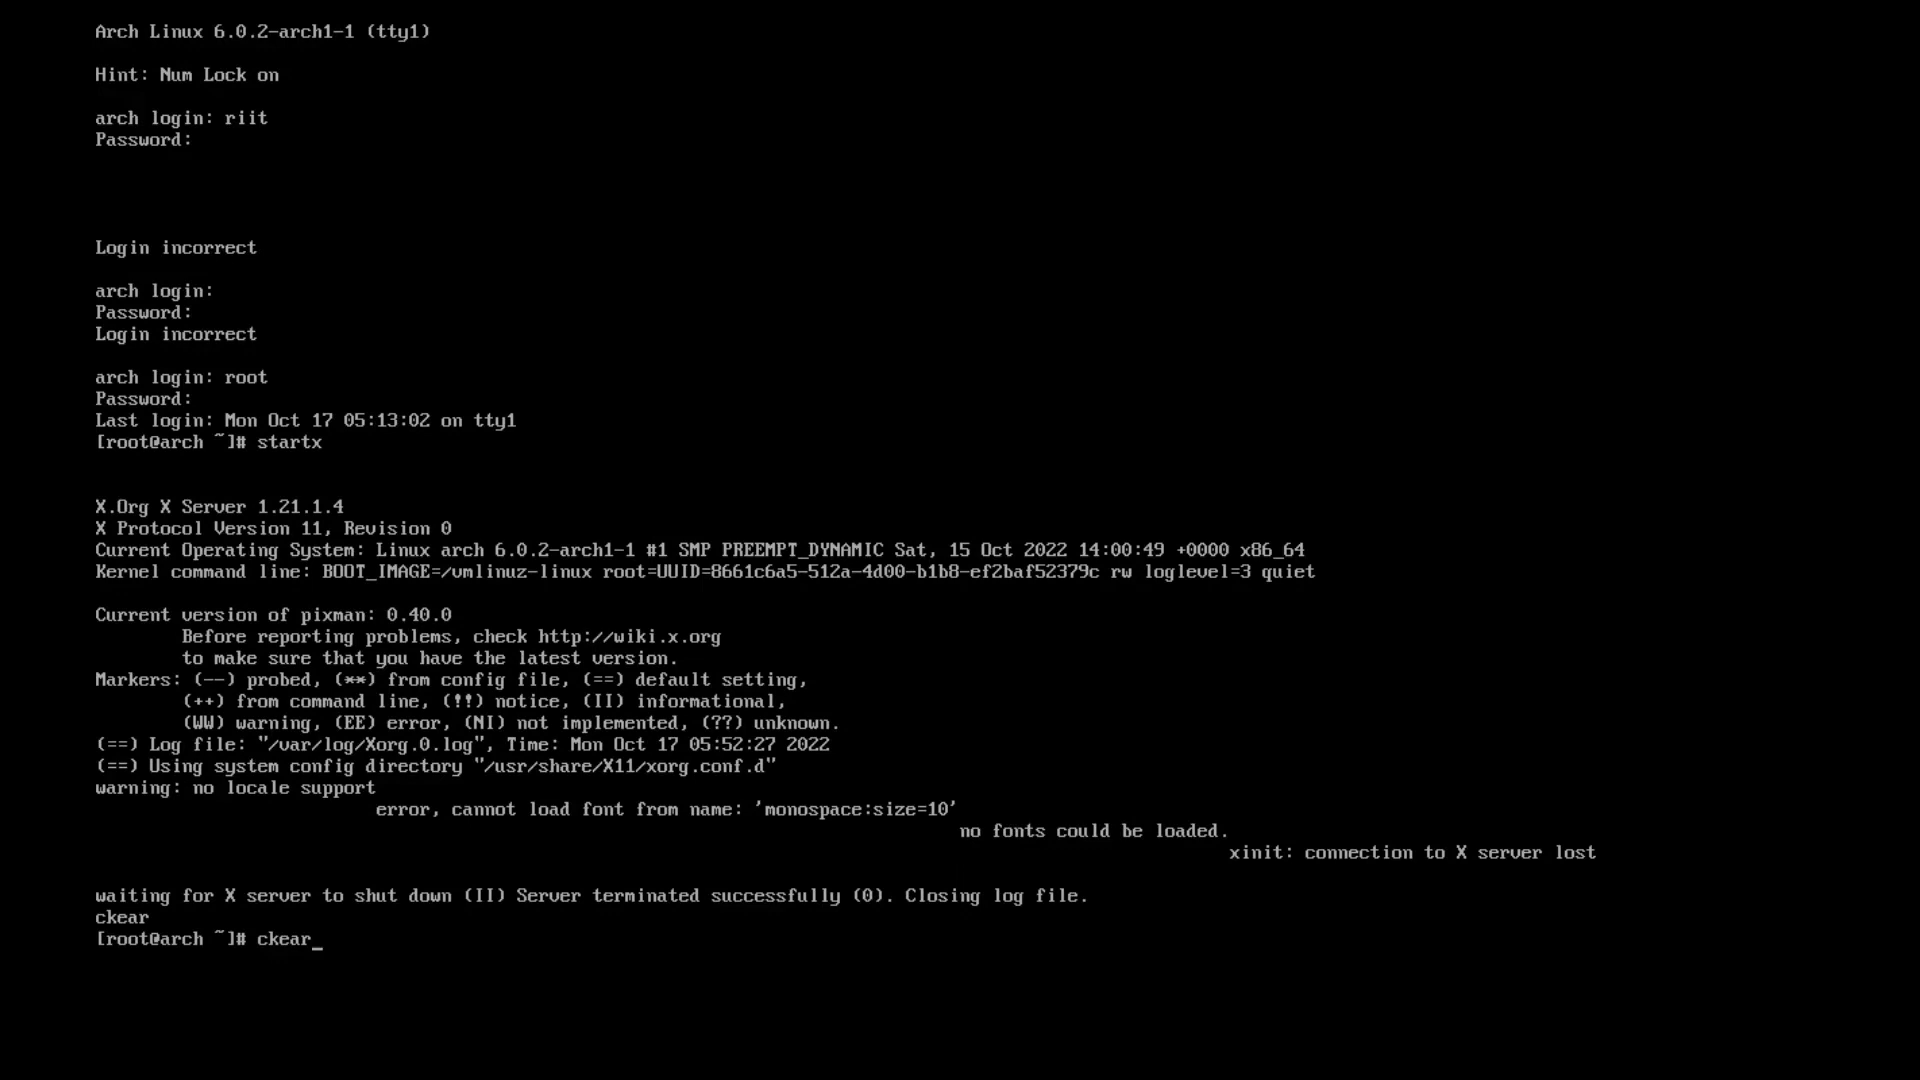 Arch Linux 6.0.2-arch1-1 (tty1)
Hint: Num Lock on
arch login: riit
Password:
Login incorrect
arch login:
Password:
Login incorrect
arch login: root
Password:
Last login: Mon Oct 17 05:13:02 on tty1
[root@arch ~]# startx
X.Org X Server 1.21.1.4
X Protocol Version 11, Revision 0
Current Operating System: Linux arch 6.0.2-arch1-1 #1 SMP PREEMPT_DYNAMIC Sat, 15 Oct 2022 14:00:49 +0000 x86_64
Kernel command line: BOOT_IMAGE=/vmlinuz-linux root=UUID=8661c6a5-512a-4d00-b1b8-ef2baf52379c rw loglevel=3 quiet
Current version of pixman: 0.40.0
Before reporting problems, check http://wiki.x.org
to make sure that you have the latest version.
Markers: (--) probed, (**) from config file, (==) default setting,
(++) from command line, (!!) notice, (II) informational,
(WW) warning, (EE) error, (NI) not implemented, (??) unknown.
(==) Log file: "/var/log/Xorg.0.log", Time: Mon Oct 17 05:52:27 2022
(==) Using system config directory "/usr/share/X11/xorg.conf.d"
warning: no locale support
error, cannot load font from name: 'monospace:size=10'
no fonts could be loaded.
xinit: connection to X server lost
waiting for X server to shut down (II) Server terminated successfully (0). Closing log file.
ckear
[root@arch ~]# ckear_